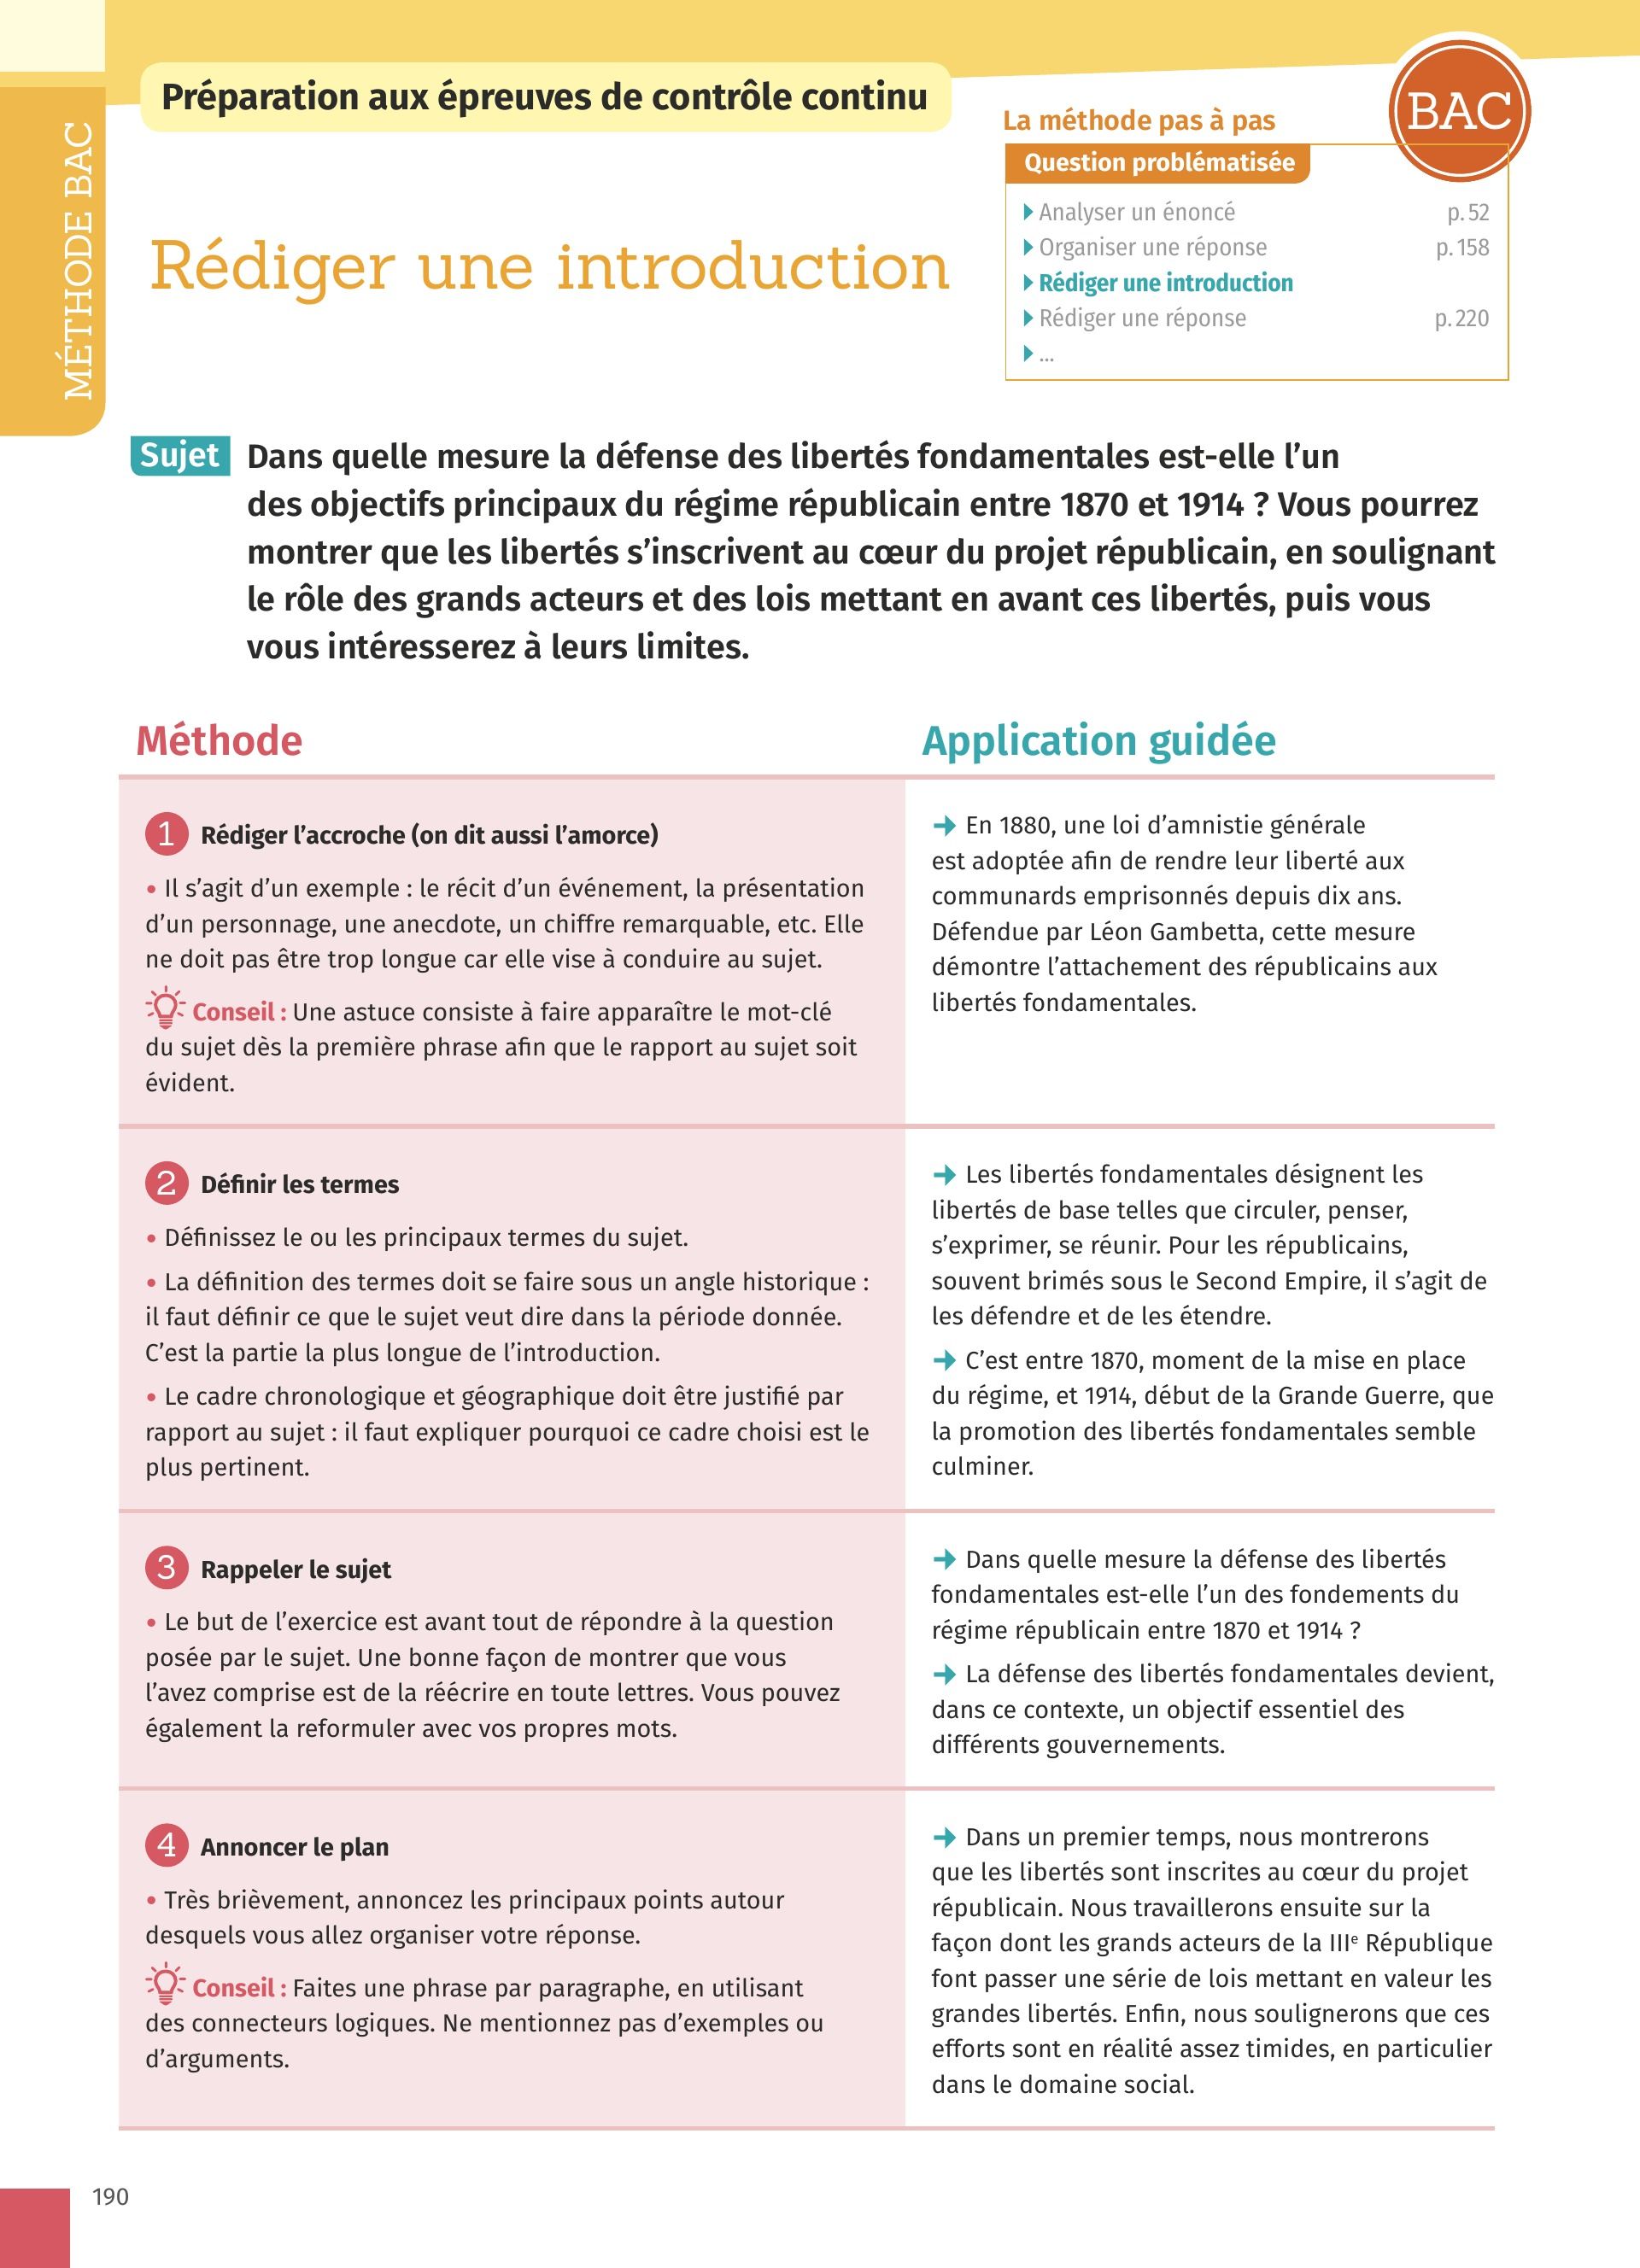 MÉTHODE BAC
Préparation aux épreuves de contrôle continu
BAC
La méthode pas à pas
Question problématisée
Analyser un énoncé p. 52
Organiser une réponse p. 158
Rédiger une introduction
Rédiger une réponse p. 220
...
Rédiger une introduction
Sujet Dans quelle mesure la défense des libertés fondamentales est-elle l’un
des objectifs principaux du régime républicain entre 1870 et 1914 ? Vous pourrez
montrer que les libertés s’inscrivent au cœur du projet républicain, en soulignant
le rôle des grands acteurs et des lois mettant en avant ces libertés, puis vous
vous intéresserez à leurs limites.
Méthode
Application guidée
1 Rédiger l’accroche (on dit aussi l’amorce)
• Il s’agit d’un exemple : le récit d’un événement, la présentation
d’un personnage, une anecdote, un chiffre remarquable, etc. Elle
ne doit pas être trop longue car elle vise à conduire au sujet.
Conseil : Une astuce consiste à faire apparaître le mot-clé
du sujet dès la première phrase afin que le rapport au sujet soit
évident.
➜ En 1880, une loi d’amnistie générale
est adoptée afin de rendre leur liberté aux
communards emprisonnés depuis dix ans.
Défendue par Léon Gambetta, cette mesure
démontre l’attachement des républicains aux
libertés fondamentales.
2 Définir les termes
• Définissez le ou les principaux termes du sujet.
• La définition des termes doit se faire sous un angle historique :
il faut définir ce que le sujet veut dire dans la période donnée.
C’est la partie la plus longue de l’introduction.
• Le cadre chronologique et géographique doit être justifié par
rapport au sujet : il faut expliquer pourquoi ce cadre choisi est le
plus pertinent.
➜ Les libertés fondamentales désignent les
libertés de base telles que circuler, penser,
s’exprimer, se réunir. Pour les républicains,
souvent brimés sous le Second Empire, il s’agit de
les défendre et de les étendre.
➜ C’est entre 1870, moment de la mise en place
du régime, et 1914, début de la Grande Guerre, que
la promotion des libertés fondamentales semble
culminer.
3 Rappeler le sujet
• Le but de l’exercice est avant tout de répondre à la question
posée par le sujet. Une bonne façon de montrer que vous
l’avez comprise est de la réécrire en toute lettres. Vous pouvez
également la reformuler avec vos propres mots.
➜ Dans quelle mesure la défense des libertés
fondamentales est-elle l’un des fondements du
régime républicain entre 1870 et 1914 ?
➜ La défense des libertés fondamentales devient,
dans ce contexte, un objectif essentiel des
différents gouvernements.
4 Annoncer le plan
• Très brièvement, annoncez les principaux points autour
desquels vous allez organiser votre réponse.
Conseil : Faites une phrase par paragraphe, en utilisant
des connecteurs logiques. Ne mentionnez pas d’exemples ou
d’arguments.
➜ Dans un premier temps, nous montrerons
que les libertés sont inscrites au cœur du projet
républicain. Nous travaillerons ensuite sur la
façon dont les grands acteurs de la IIIᵉ République
font passer une série de lois mettant en valeur les
grandes libertés. Enfin, nous soulignerons que ces
efforts sont en réalité assez timides, en particulier
dans le domaine social.
190